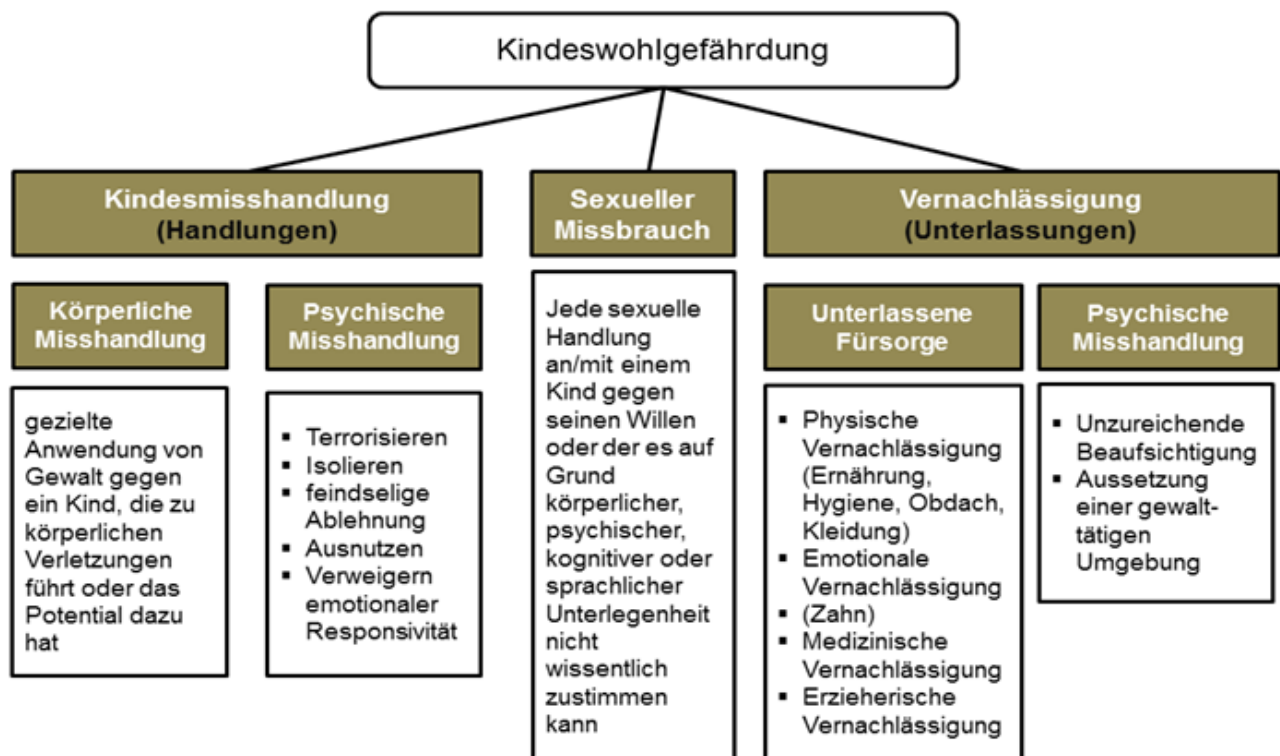 Kindeswohlgefährdung
Kindesmisshandlung
(Handlungen)
Sexueller
Missbrauch
Vernachlässigung
(Unterlassungen)
Körperliche
Misshandlung
Psychische
Misshandlung
Unterlassene
Fürsorge
Psychische
Misshandlung
gezielte
Anwendung von
Gewalt gegen
ein Kind, die zu
körperlichen
Verletzungen
führt oder das
Potential dazu
hat
▪ Terrorisieren
▪ Isolieren
▪ feindselige
Ablehnung
▪ Ausnutzen
▪ Verweigern
emotionaler
Responsivität
Jede sexuelle
Handlung
an/mit einem
Kind gegen
seinen Willen
oder der es auf
Grund
körperlicher,
psychischer,
kognitiver oder
sprachlicher
Unterlegenheit
nicht
wissentlich
zustimmen
kann
▪ Physische
Vernachlässigung
(Ernährung,
Hygiene, Obdach,
Kleidung)
▪ Emotionale
Vernachlässigung
▪ (Zahn)
▪ Medizinische
Vernachlässigung
▪ Erzieherische
Vernachlässigung
▪ Unzureichende
Beaufsichtigung
▪ Aussetzung
einer gewalt-
tätigen
Umgebung